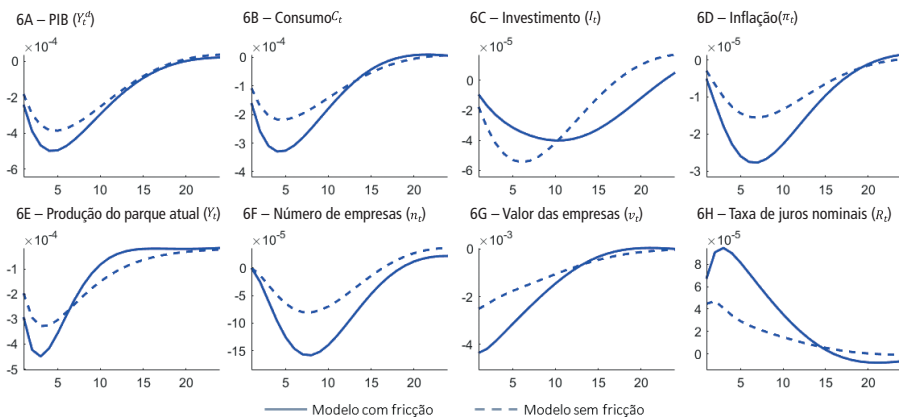 6A – PIB (Y_t^d)
×10^-4
0
-2
-4
-6
5 10 15 20
6B – Consumo C_t
×10^-4
0
-1
-2
-3
-4
5 10 15 20
6C – Investimento (I_t)
×10^-5
0
-2
-4
-6
5 10 15 20
6D – Inflação(π_t)
×10^-5
0
-1
-2
-3
5 10 15 20
6E – Produção do parque atual (Y_t)
×10^-4
-1
-2
-3
-4
-5
5 10 15 20
6F – Número de empresas (n_t)
×10^-5
0
-5
-10
-15
5 10 15 20
6G – Valor das empresas (v_t)
×10^-3
0
-2
-4
5 10 15 20
6H – Taxa de juros nominais (R_t)
×10^-5
8
6
4
2
0
5 10 15 20
Modelo com fricção Modelo sem fricção